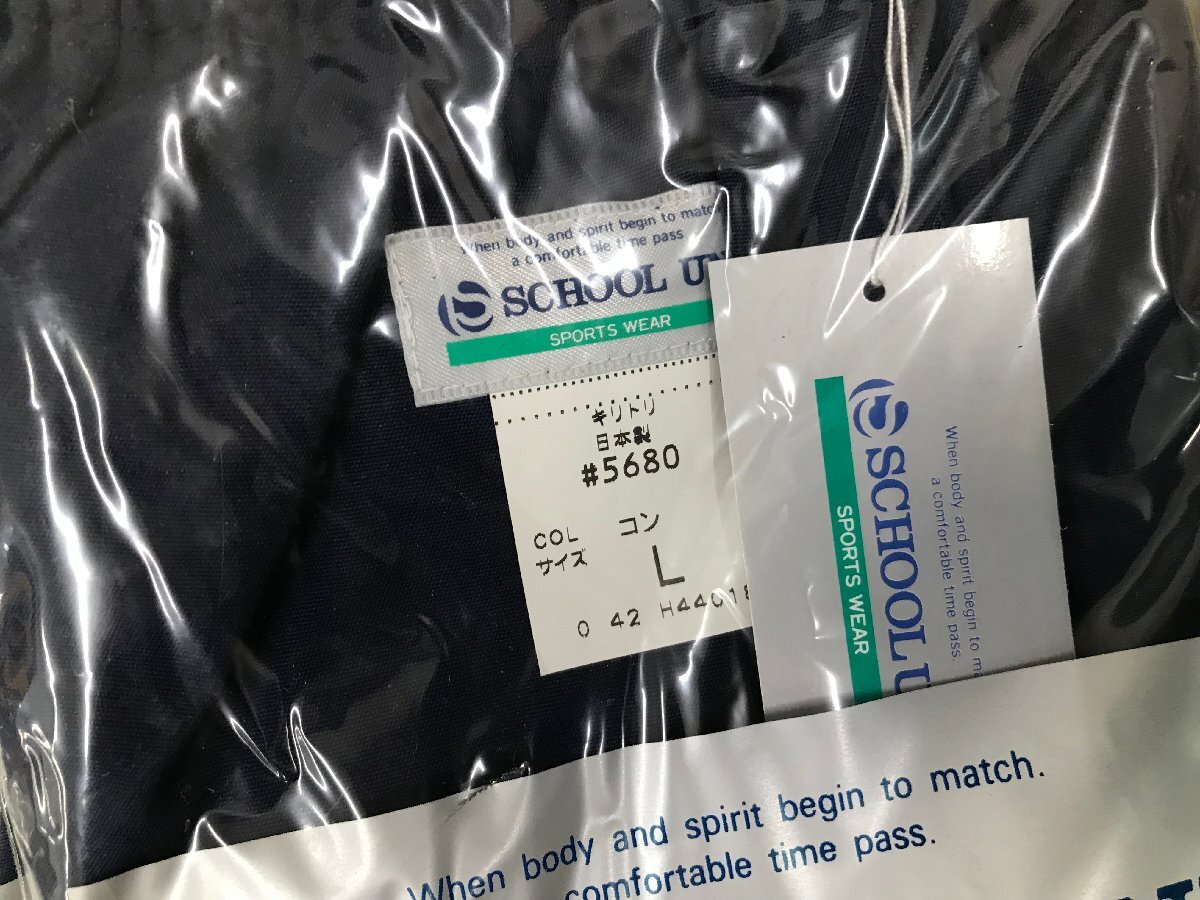 When body and spirit begin to match
a comfortable time pass
SCHOOL
SPORTS WEAR
キリトリ
日本製
#5680
COL コン
サイズ L
0 42 H44018
When body and spirit begin to
a comfortable time pass.
SCHOOL
SPORTS WEAR
When body and spirit begin to match.
comfortable time pass.